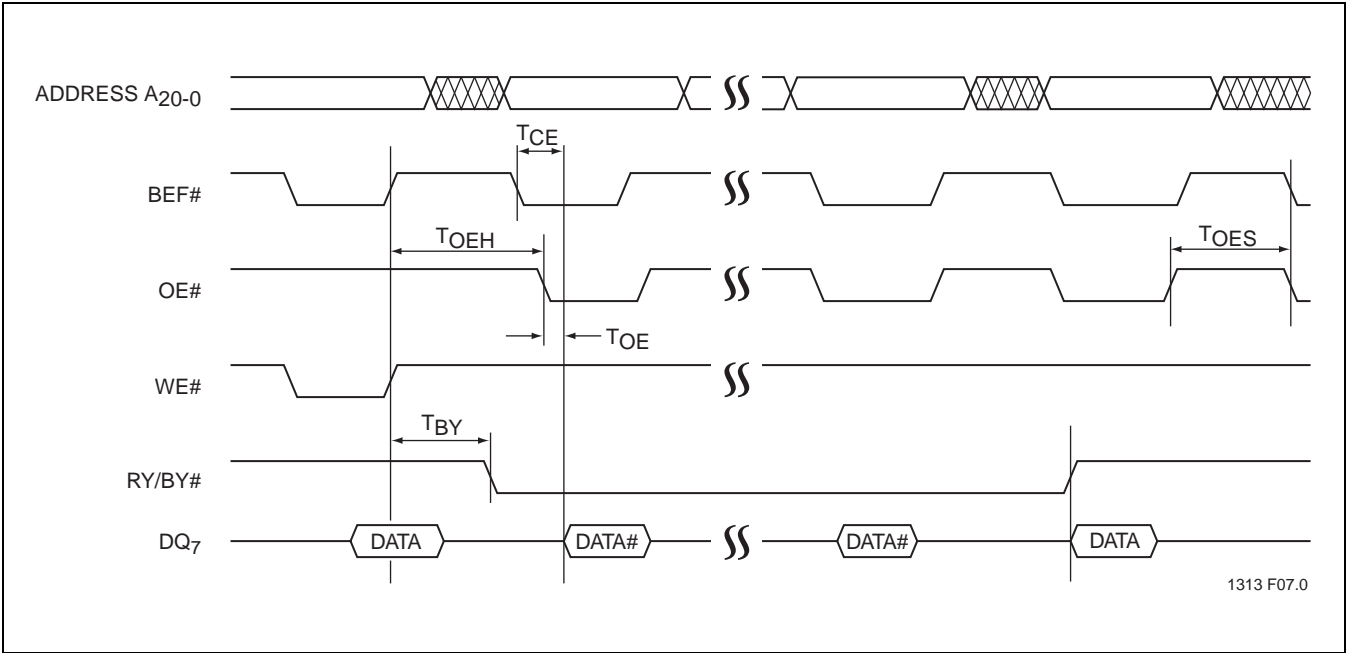 ADDRESS A20-0
TCE
BEF#
TOEH
TOES
OE#
TOE
WE#
TBY
RY/BY#
DQ7 DATA DATA# DATA# DATA
1313 F07.0